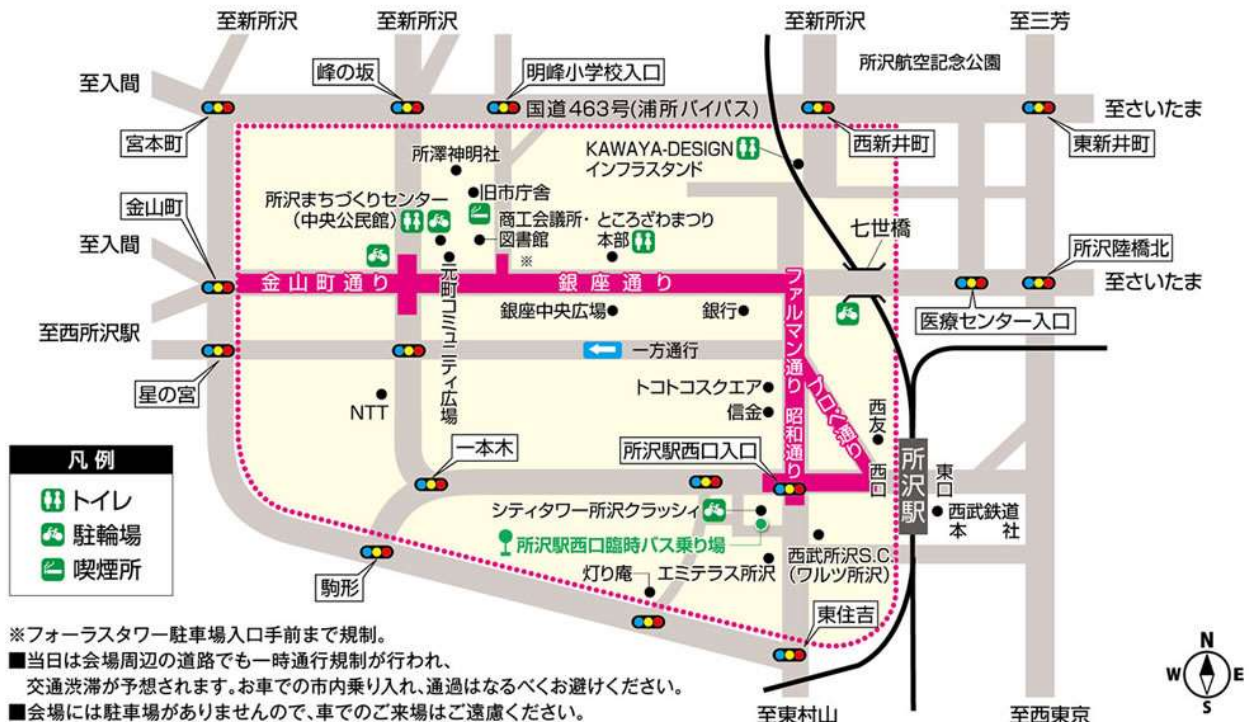 至新所沢
至新所沢
至新所沢
至三芳
所沢航空記念公園
峰の坂
明峰小学校入口
至入間
国道463号(浦所バイパス)
至さいたま
宮本町
西新井町
東新井町
KAWAYA-DESIGN
インフラスタンド
所澤神明社
旧市庁舎
所沢まちづくりセンター
(中央公民館)
商工会議所・
図書館
ところざわまつり
本部
金山町
七世橋
所沢陸橋北
至入間
※
金山町通り
銀座通り
至さいたま
元町コミュニティ広場
銀座中央広場
銀行
ファルマン通り
医療センター入口
至西所沢駅
一方通行
星の宮
NTT
トコトコスクエア
信金
昭和通り
プロペ通り
西友
一本木
所沢駅西口入口
西口
所沢駅
東口
西武鉄道
本社
凡例
トイレ
駐輪場
喫煙所
シティタワー所沢クラッシィ
所沢駅西口臨時バス乗り場
西武所沢S.C.
(ワルツ所沢)
灯り庵
エミテラス所沢
駒形
東住吉
※フォーラスタワー駐車場入口手前まで規制。
■当日は会場周辺の道路でも一時通行規制が行われ、
交通渋滞が予想されます。お車での市内乗り入れ、通過はなるべくお避けください。
■会場には駐車場がありませんので、車でのご来場はご遠慮ください。
至東村山
至西東京
N
W
E
S